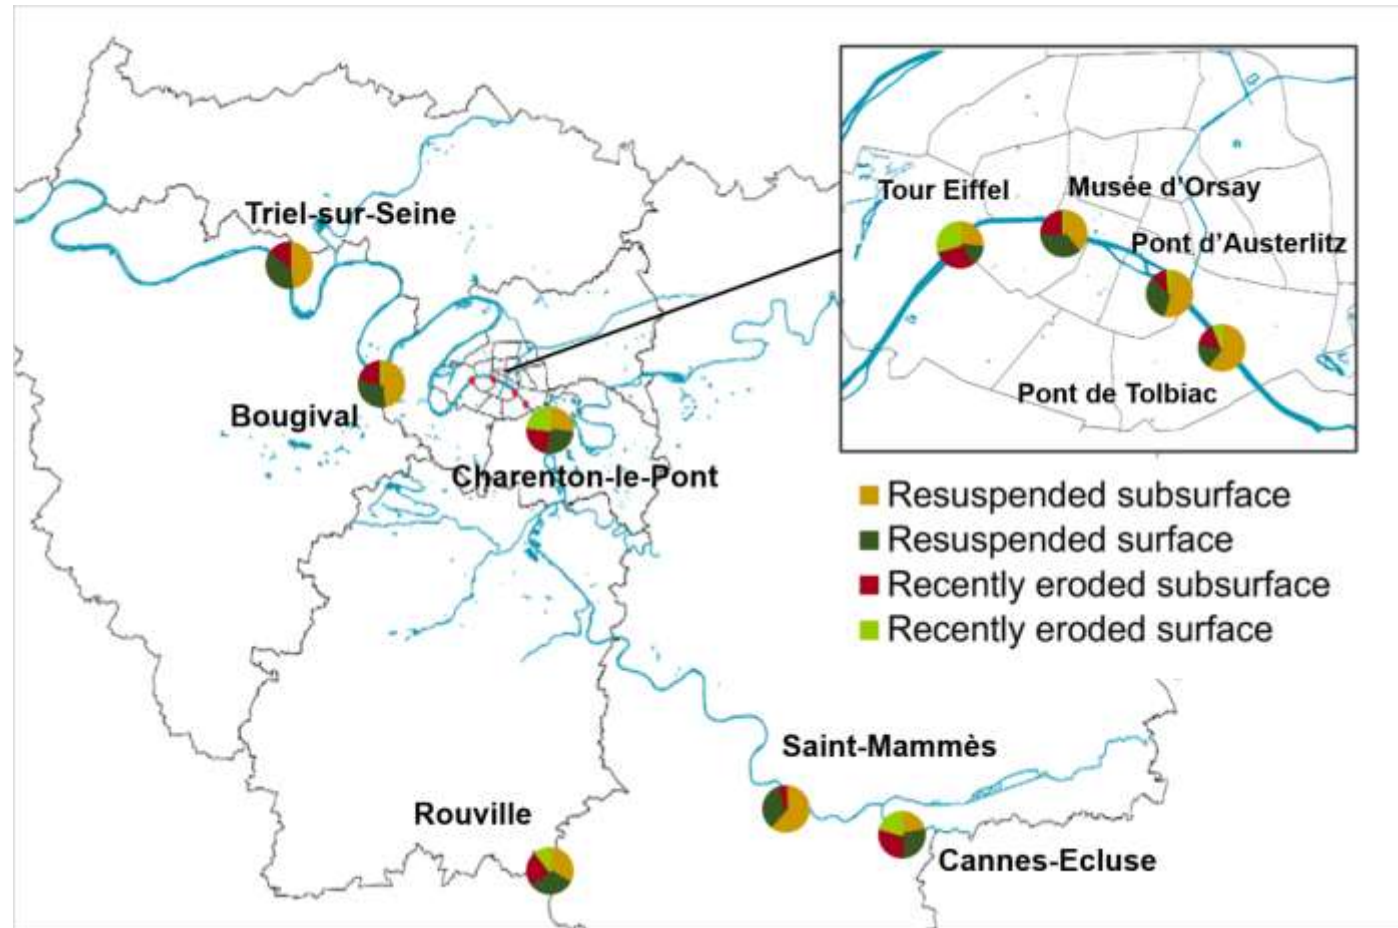 Tour Eiffel
Musée d'Orsay
Triel-sur-Seine
Pont d'Austerlitz
Pont de Tolbiac
Bougival
Charenton-le-Pont
Resuspended subsurface
Resuspended surface
Recently eroded subsurface
Recently eroded surface
Saint-Mammès
Rouville
Cannes-Ecluse